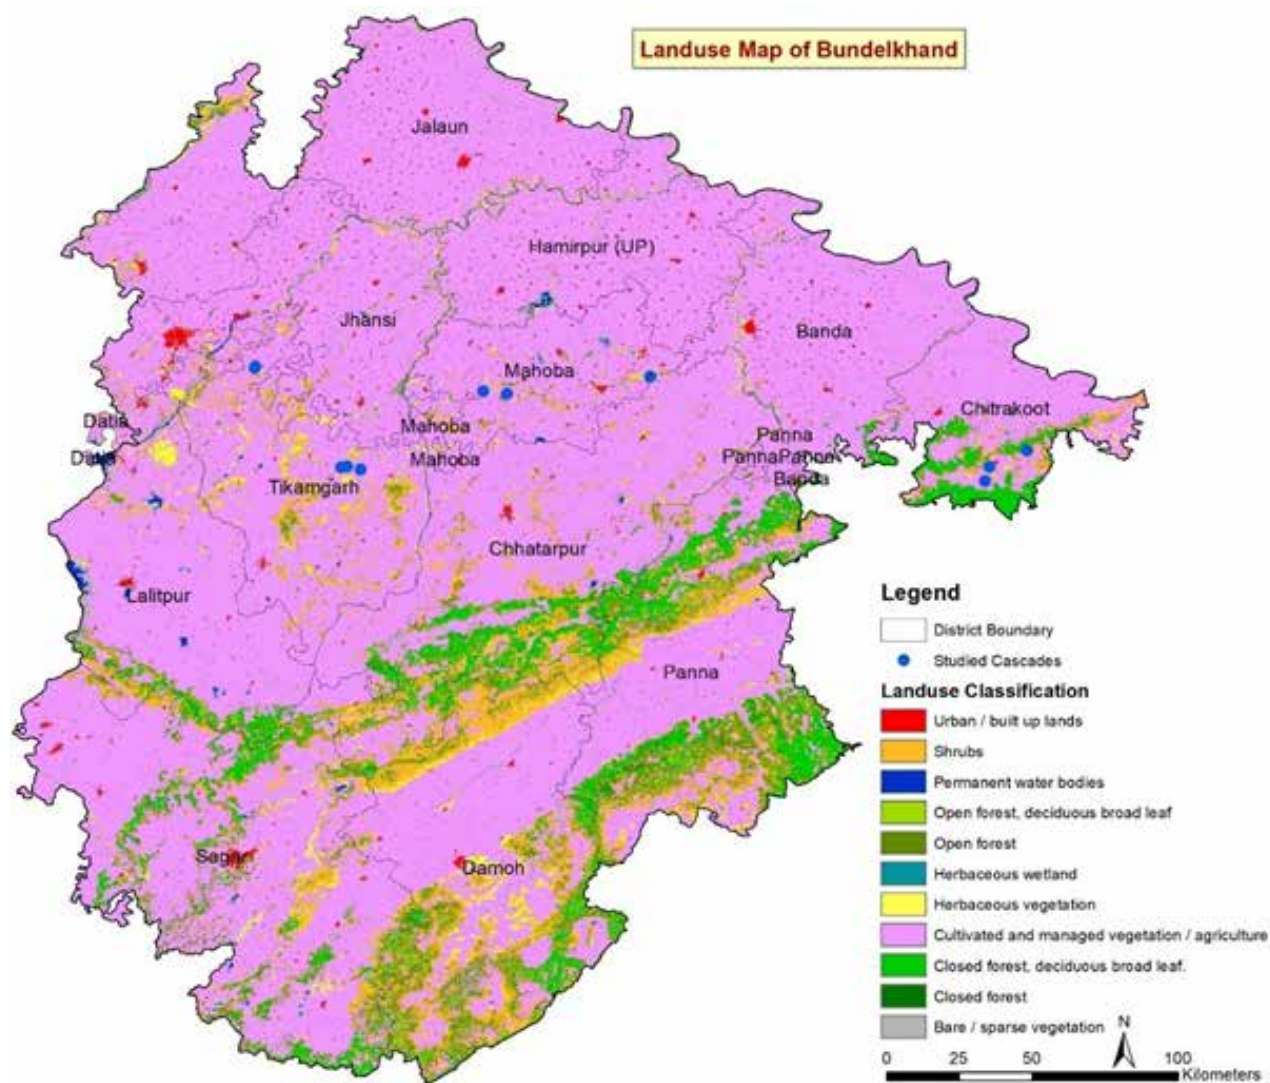 Landuse Map of Bundelkhand
Jalaun
Hamirpur (UP)
Jhansi
Banda
Mahoba
Chitrakoot
Datia
Mahoba
Panna
Datia
Mahoba
PannaPanna
Banda
Tikamgarh
Chhatarpur
Lalitpur
Panna
Sagar
Damoh
Legend
District Boundary
Studied Cascades
Landuse Classification
Urban / built up lands
Shrubs
Permanent water bodies
Open forest, deciduous broad leaf
Open forest
Herbaceous wetland
Herbaceous vegetation
Cultivated and managed vegetation / agriculture
Closed forest, deciduous broad leaf.
Closed forest
Bare / sparse vegetation
N
0 25 50 100
Kilometers